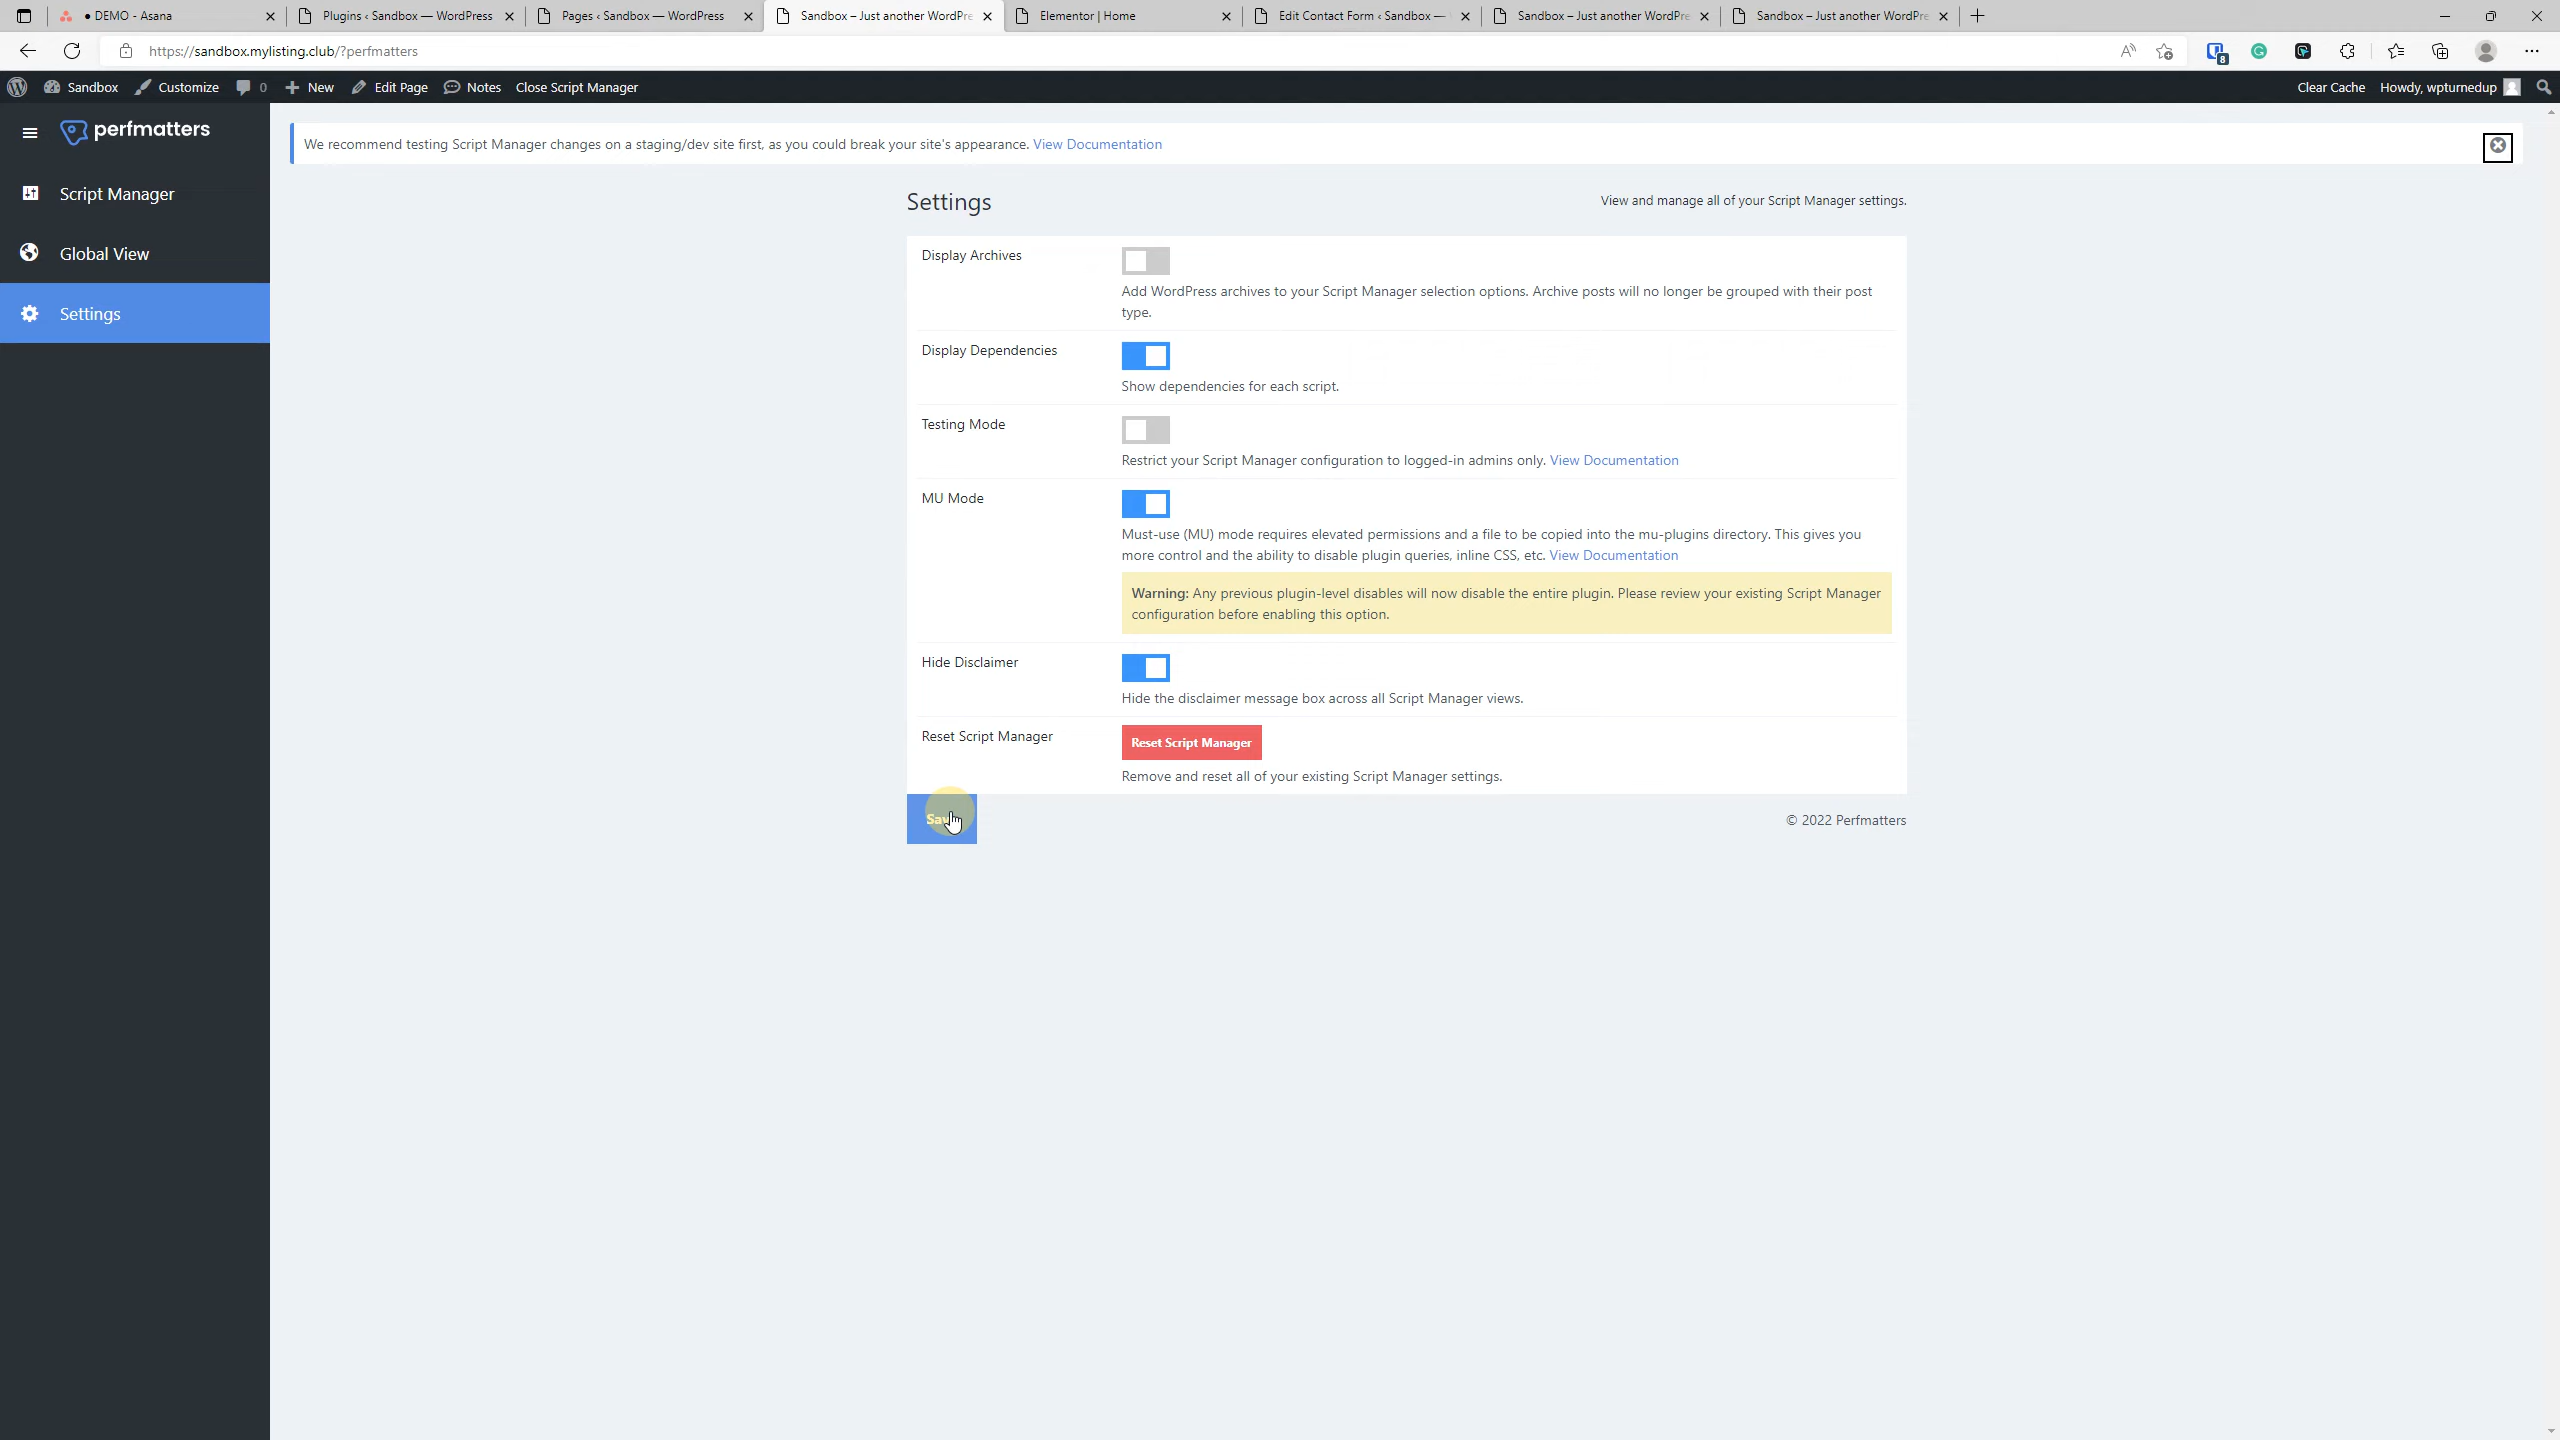 DEMO - Asana
Plugins ‹ Sandbox — WordPress
Pages ‹ Sandbox — WordPress
Sandbox – Just another WordPre
Elementor | Home
Edit Contact Form ‹ Sandbox —
Sandbox – Just another WordPre
Sandbox – Just another WordPre
https://sandbox.mylisting.club/?perfmatters
8
Sandbox
Customize
0
New
Edit Page
Notes
Close Script Manager
Clear Cache
Howdy, wpturnedup
perfmatters
We recommend testing Script Manager changes on a staging/dev site first, as you could break your site's appearance. View Documentation
Script Manager
Global View
Settings
Settings
View and manage all of your Script Manager settings.
Display Archives
Add WordPress archives to your Script Manager selection options. Archive posts will no longer be grouped with their post
type.
Display Dependencies
Show dependencies for each script.
Testing Mode
Restrict your Script Manager configuration to logged-in admins only. View Documentation
MU Mode
Must-use (MU) mode requires elevated permissions and a file to be copied into the mu-plugins directory. This gives you
more control and the ability to disable plugin queries, inline CSS, etc. View Documentation
Warning: Any previous plugin-level disables will now disable the entire plugin. Please review your existing Script Manager
configuration before enabling this option.
Hide Disclaimer
Hide the disclaimer message box across all Script Manager views.
Reset Script Manager
Reset Script Manager
Remove and reset all of your existing Script Manager settings.
© 2022 Perfmatters